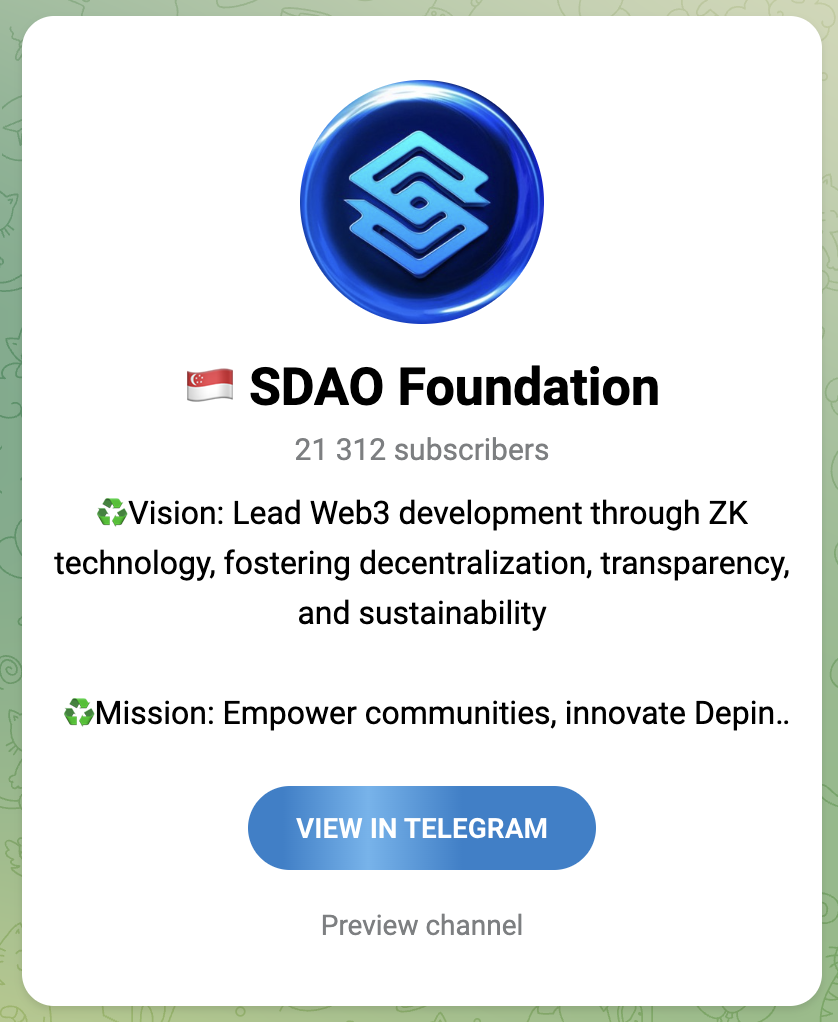 🇸🇬 SDAO Foundation
21 312 subscribers
♻️Vision: Lead Web3 development through ZK
technology, fostering decentralization, transparency,
and sustainability
♻️Mission: Empower communities, innovate Depin..
VIEW IN TELEGRAM
Preview channel